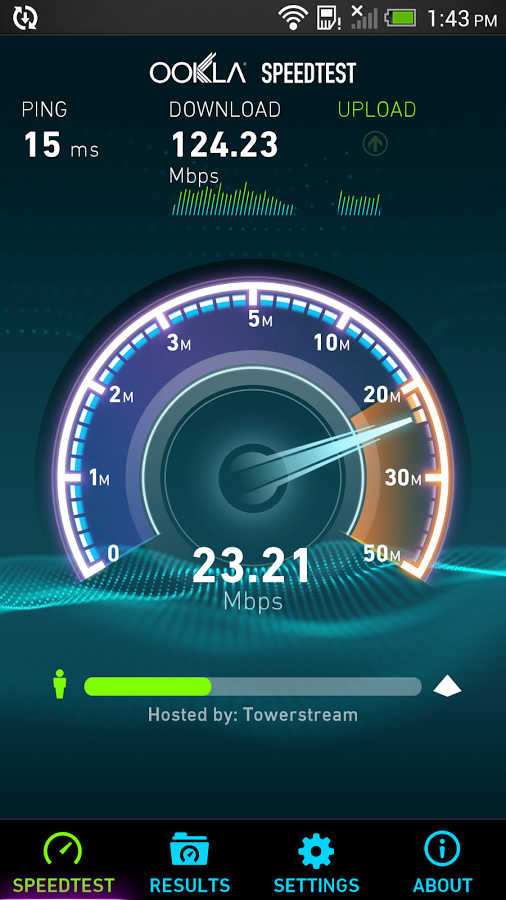 1:43 PM
OOKLA SPEEDTEST
PING DOWNLOAD UPLOAD
15 ms 124.23
Mbps
5M
3M 10M
2M 20M
1M 30M
0 50M
23.21
Mbps
Hosted by: Towerstream
SPEEDTEST RESULTS SETTINGS ABOUT